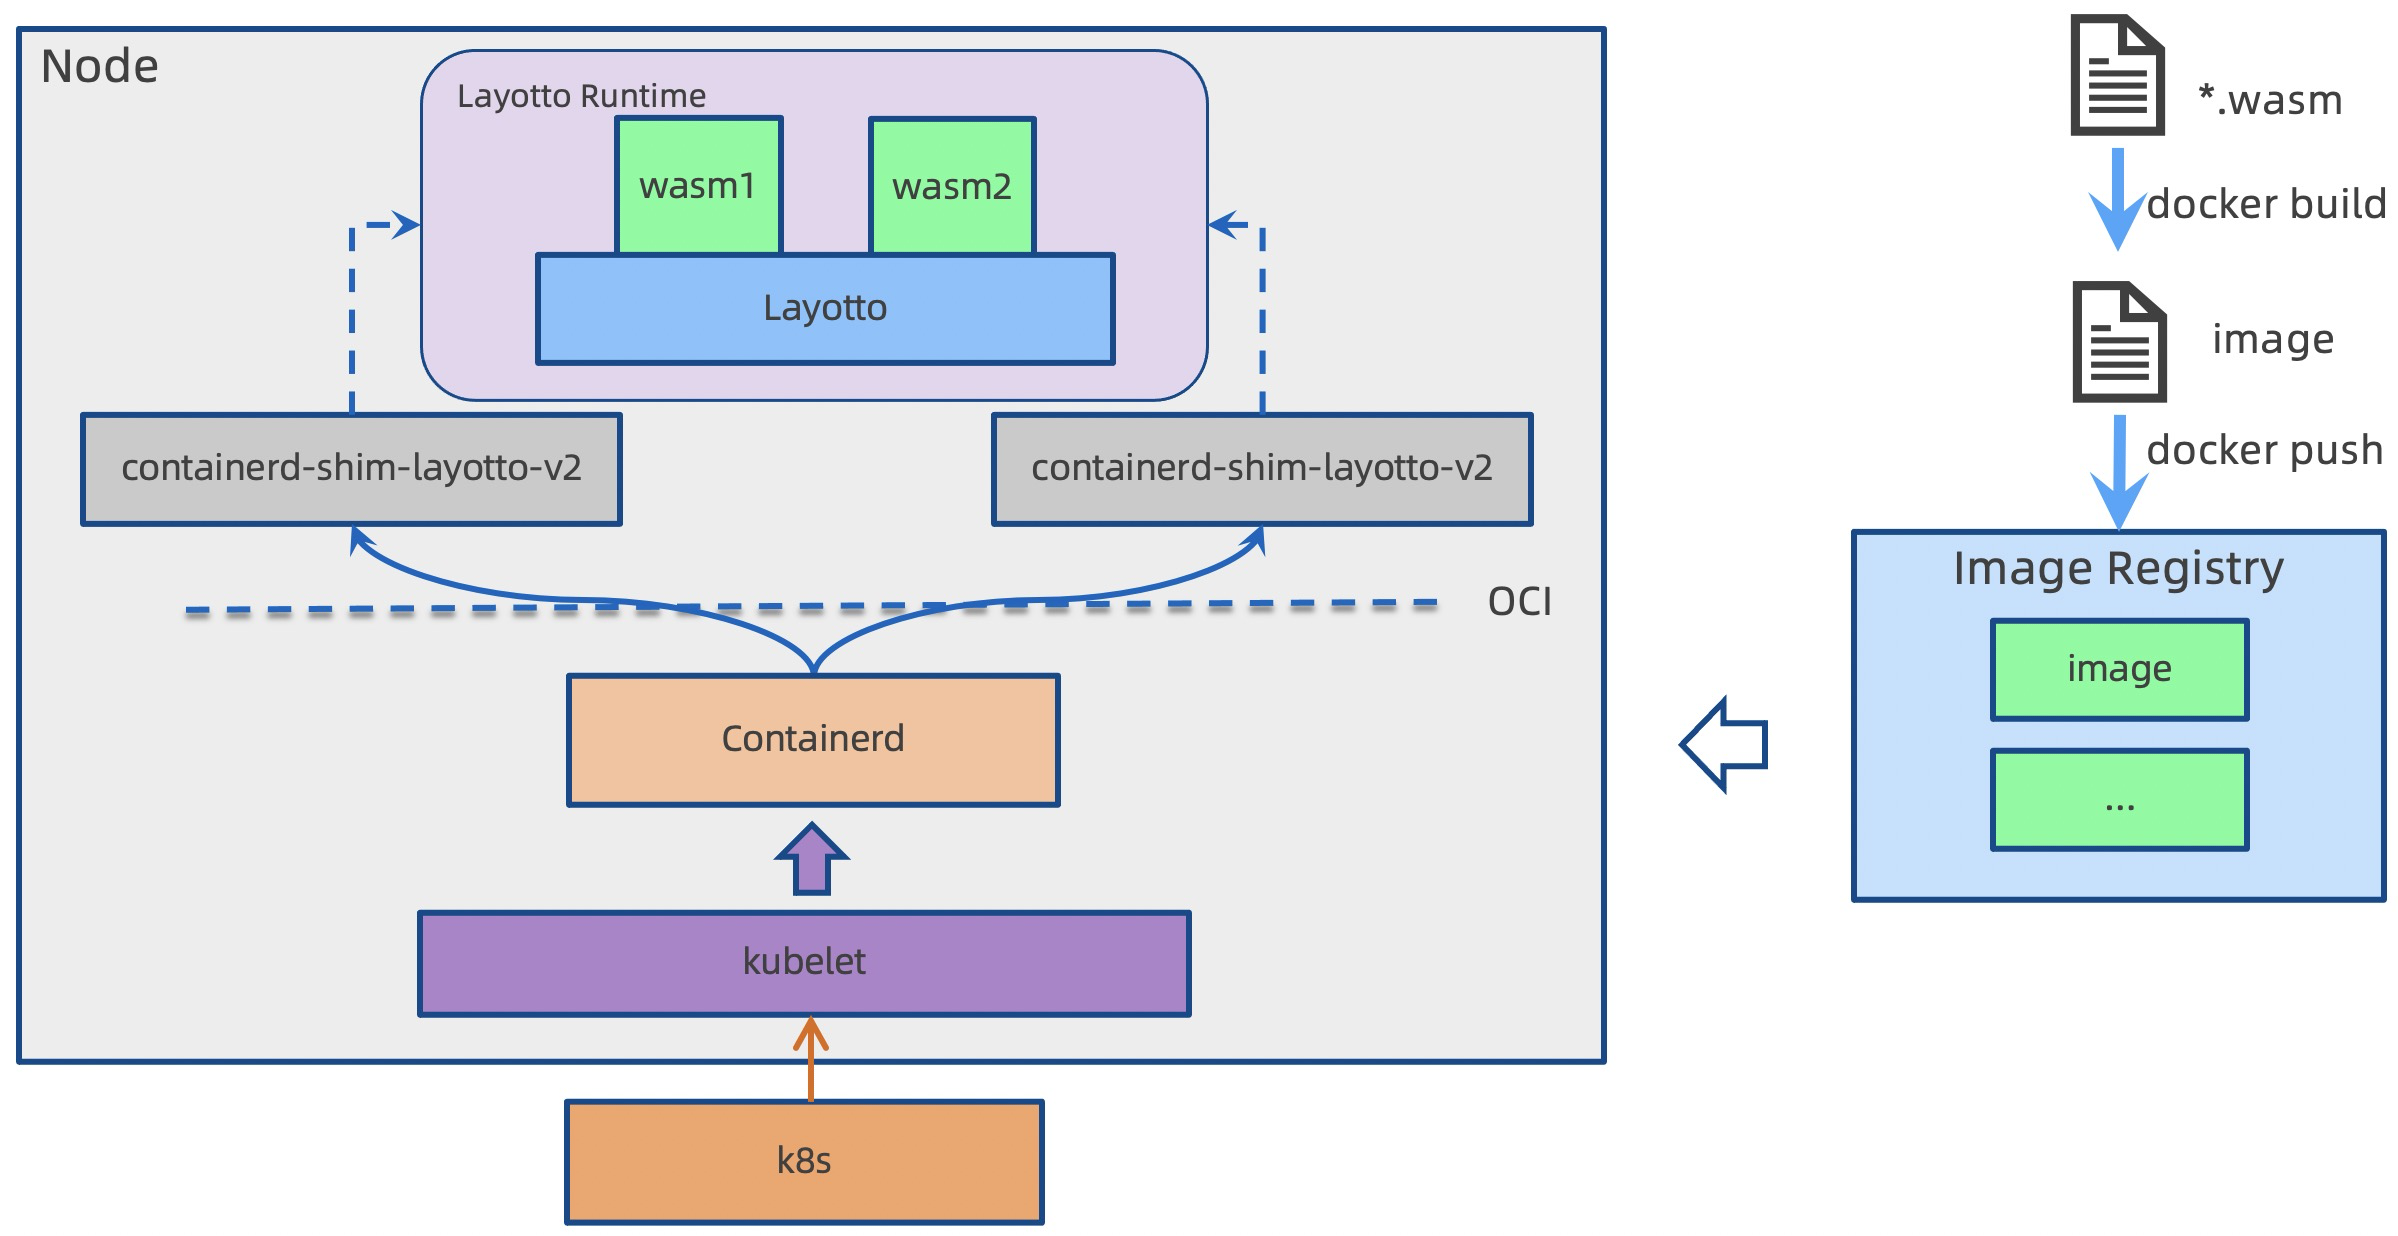 Node
Layotto Runtime
wasm1
wasm2
Layotto
containerd-shim-layotto-v2
containerd-shim-layotto-v2
OCI
Containerd
kubelet
k8s
*.wasm
docker build
image
docker push
Image Registry
image
...